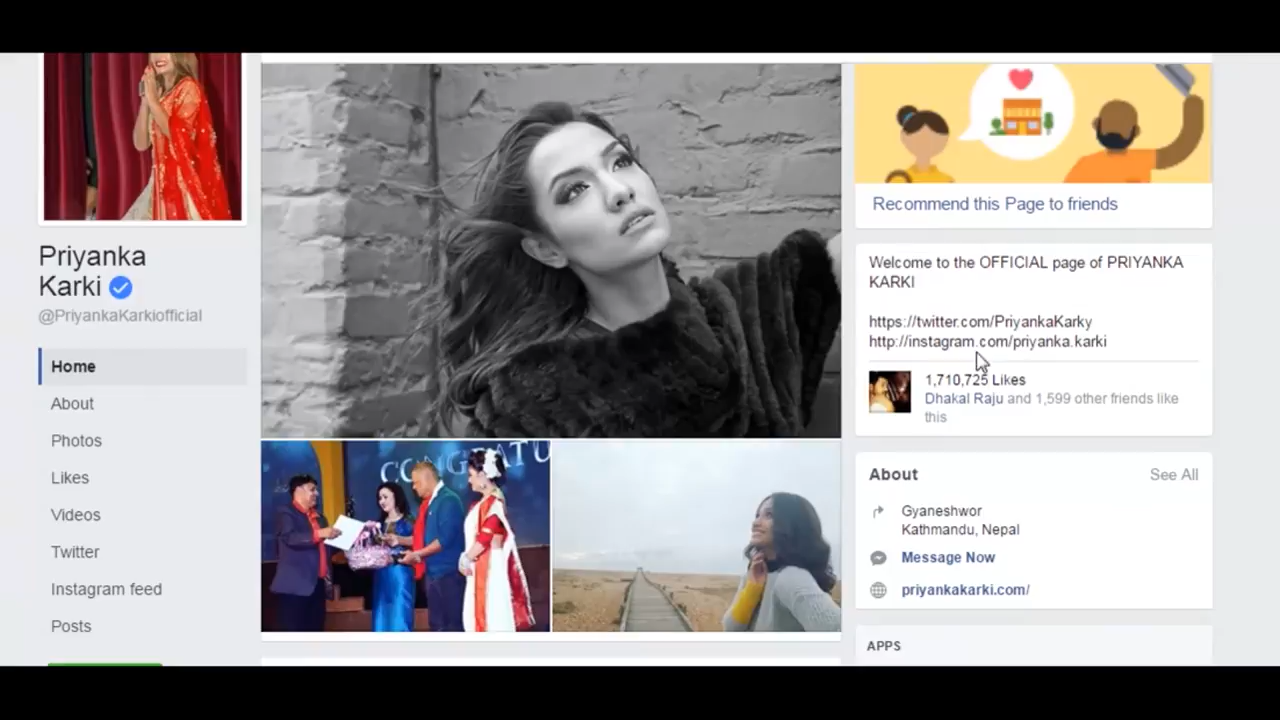 Priyanka
Karki
@PriyankaKarkiofficial
Home
About
Photos
Likes
Videos
Twitter
Instagram feed
Posts
CONGRATU
Recommend this Page to friends
Welcome to the OFFICIAL page of PRIYANKA
KARKI
https://twitter.com/PriyankaKarky
http://instagram.com/priyanka.karki
1,710,725 Likes
Dhakal Raju and 1,599 other friends like
this
About
See All
Gyaneshwor
Kathmandu, Nepal
Message Now
priyankakarki.com/
APPS